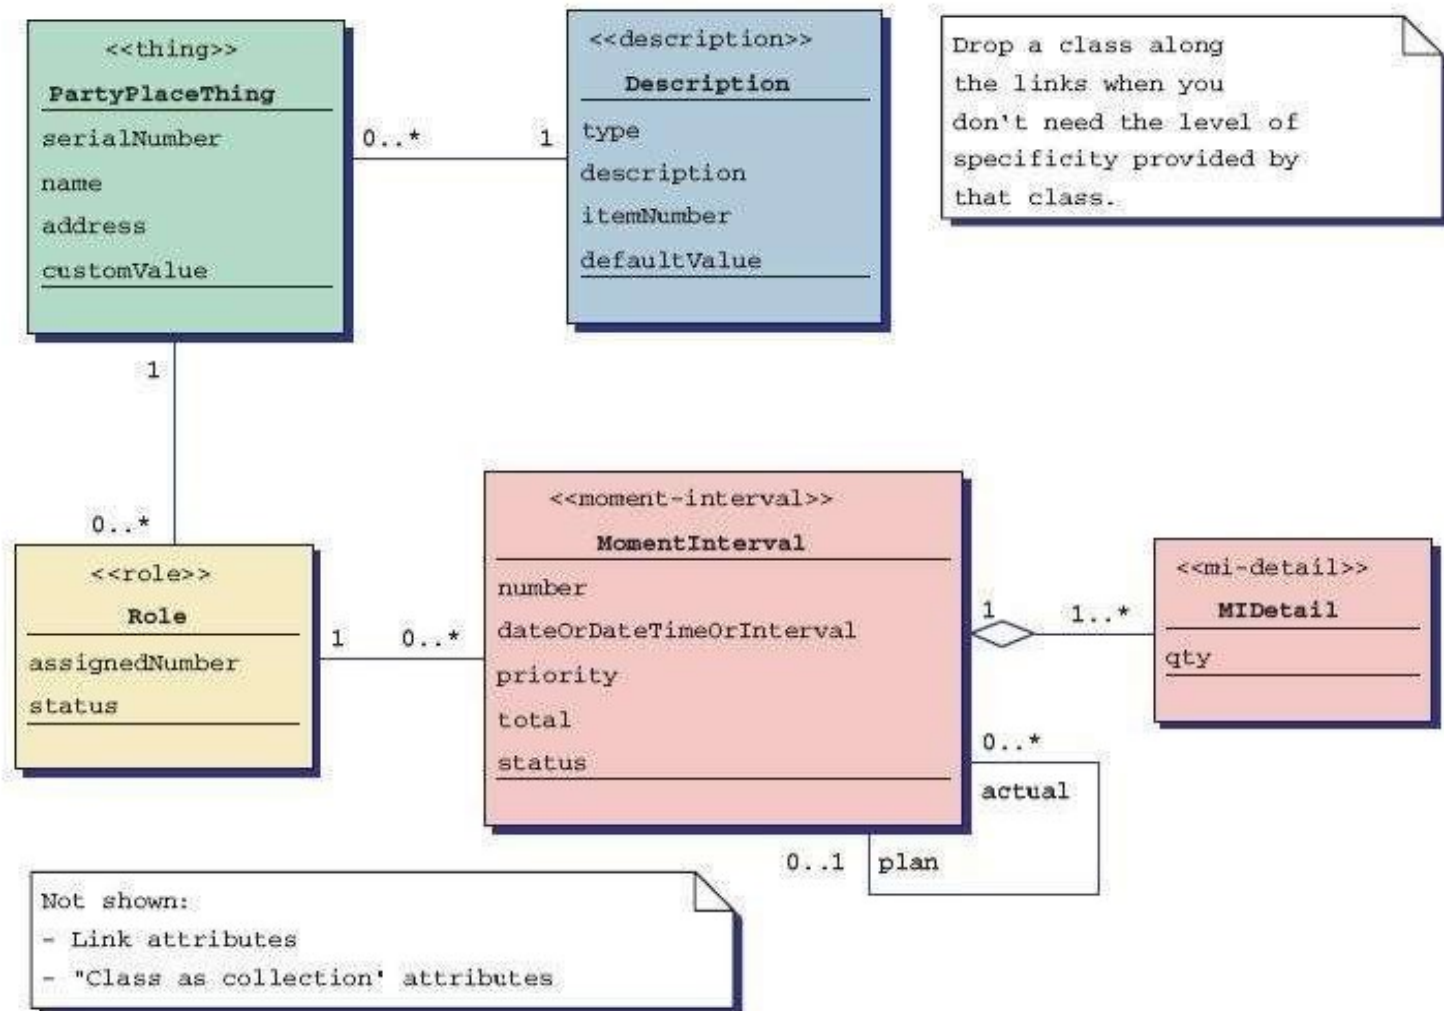 <<thing>>
PartyPlaceThing
serialNumber
name
address
customValue
0..*
1
<<description>>
Description
type
description
itemNumber
defaultValue
Drop a class along
the links when you
don't need the level of
specificity provided by
that class.
1
0..*
<<role>>
Role
assignedNumber
status
1
0..*
<<moment-interval>>
MomentInterval
number
dateOrDateTimeOrInterval
priority
total
status
1
1..*
<<mi-detail>>
MIDetail
qty
0..*
actual
0..1
plan
Not shown:
- Link attributes
- "Class as collection' attributes